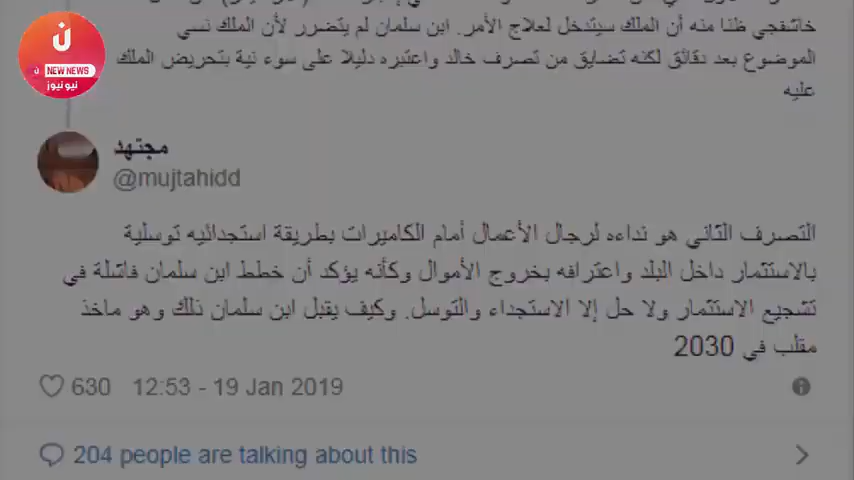 خاشفجي ظنا منه أن الملك سيتدخل لعلاج الأمر. ابن سلمان لم يتضرر لأن الملك نسي
الموضوع بعد دقائق لكنه تضايق من تصرف خالد واعتبره دليلا على سوء نية بتحريض الملك
عليه
ن
NEW NEWS
نيو نيوز
مجتهد
@mujtahidd
التصرف الثاني هو نداءه لرجال الأعمال أمام الكاميرات بطريقة استجدائيه توسلية
بالاستثمار داخل البلد واعترافه بخروج الأموال وكأنه يؤكد أن خطط ابن سلمان فاشلة في
تشجيع الاستثمار ولا حل إلا الاستجداء والتوسل. وكيف يقبل ابن سلمان ذلك وهو ماخذ
مقلب في 2030
630 12:53 - 19 Jan 2019
204 people are talking about this